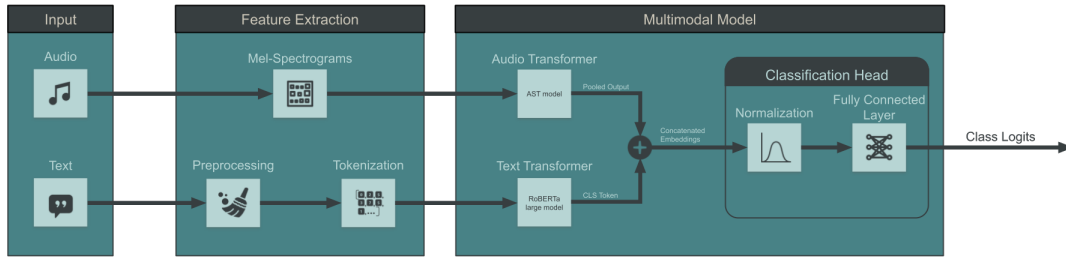 Input
Feature Extraction
Multimodal Model
Audio
Mel-Spectrograms
Audio Transformer
AST model
Pooled Output
Classification Head
Normalization
Fully Connected
Layer
Concatenated
Embeddings
Class Logits
Text
Preprocessing
Tokenization
Text Transformer
RoBERTa
large model
CLS Token